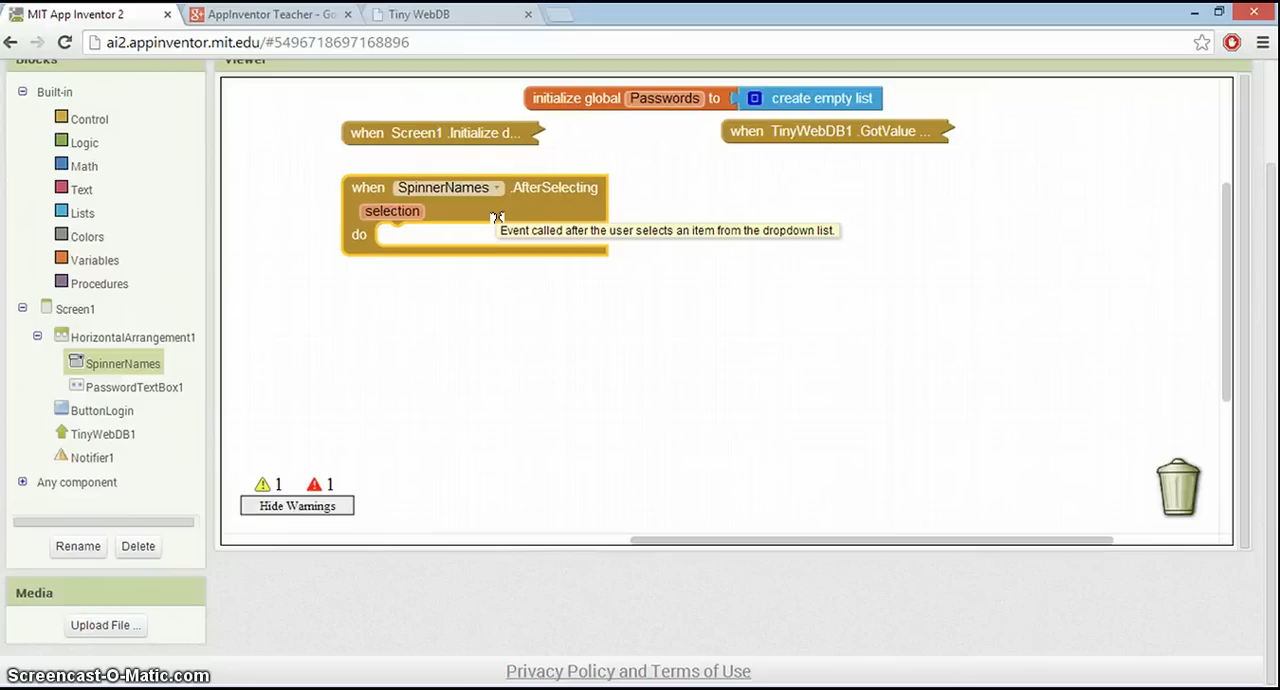 MIT App Inventor 2
AppInventor Teacher - Go
Tiny WebDB
ai2.appinventor.mit.edu/#5496718697168896
Blocks
Viewer
Built-in
Control
Logic
Math
Text
Lists
Colors
Variables
Procedures
Screen1
HorizontalArrangement1
SpinnerNames
PasswordTextBox1
ButtonLogin
TinyWebDB1
Notifier1
Any component
Rename Delete
Media
Upload File ...
initialize global Passwords to create empty list
when Screen1 .Initialize d...
when TinyWebDB1 .GotValue ...
when SpinnerNames .AfterSelecting
selection
do
Event called after the user selects an item from the dropdown list.
1 1
Hide Warnings
Privacy Policy and Terms of Use
Screencast-O-Matic.com